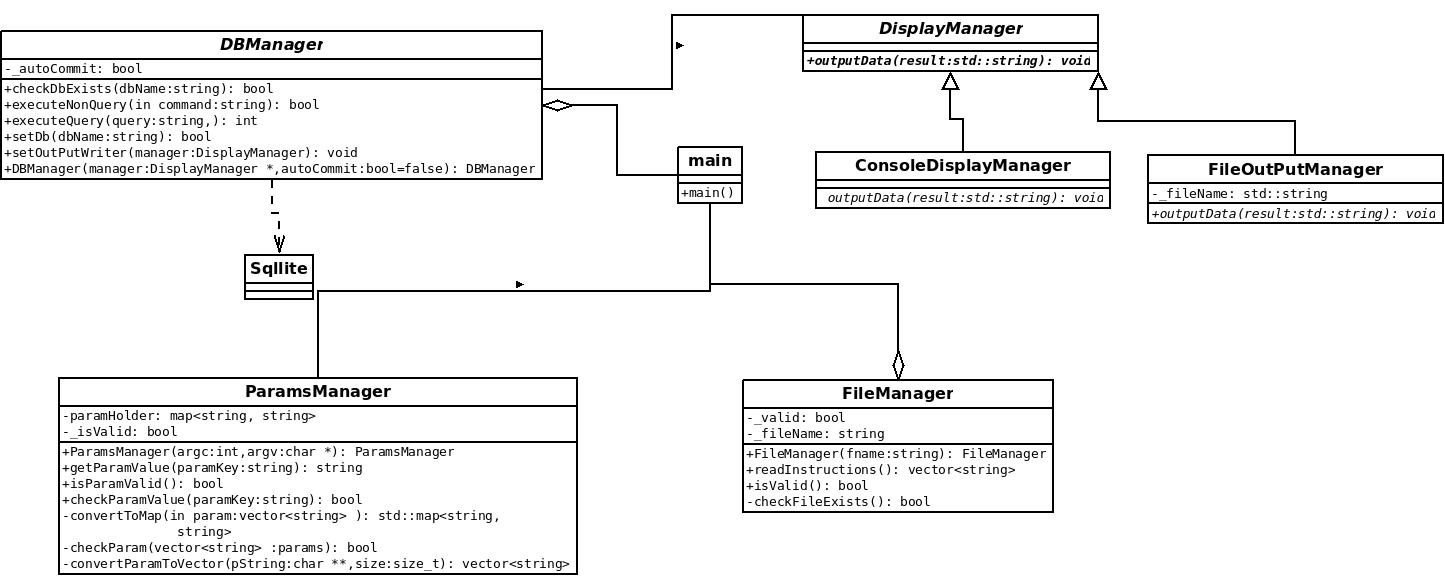 DBManager
-_autoCommit: bool
+checkDbExists(dbName:string): bool
+executeNonQuery(in command:string): bool
+executeQuery(query:string,): int
+setDb(dbName:string): bool
+setOutPutWriter(manager:DisplayManager): void
+DBManager(manager:DisplayManager *,autoCommit:bool=false): DBManager
DisplayManager
+outputData(result:std::string): void
main
+main()
ConsoleDisplayManager
outputData(result:std::string): void
FileOutPutManager
-_fileName: std::string
+outputData(result:std::string): void
Sqllite
ParamsManager
-paramHolder: map<string, string>
-_isValid: bool
+ParamsManager(argc:int,argv:char *): ParamsManager
+getParamValue(paramKey:string): string
+isParamValid(): bool
+checkParamValue(paramKey:string): bool
-convertToMap(in param:vector<string> ): std::map<string,
string>
-checkParam(vector<string> :params): bool
-convertParamToVector(pString:char **,size:size_t): vector<string>
FileManager
-_valid: bool
-_fileName: string
+FileManager(fname:string): FileManager
+readInstructions(): vector<string>
+isValid(): bool
-checkFileExists(): bool